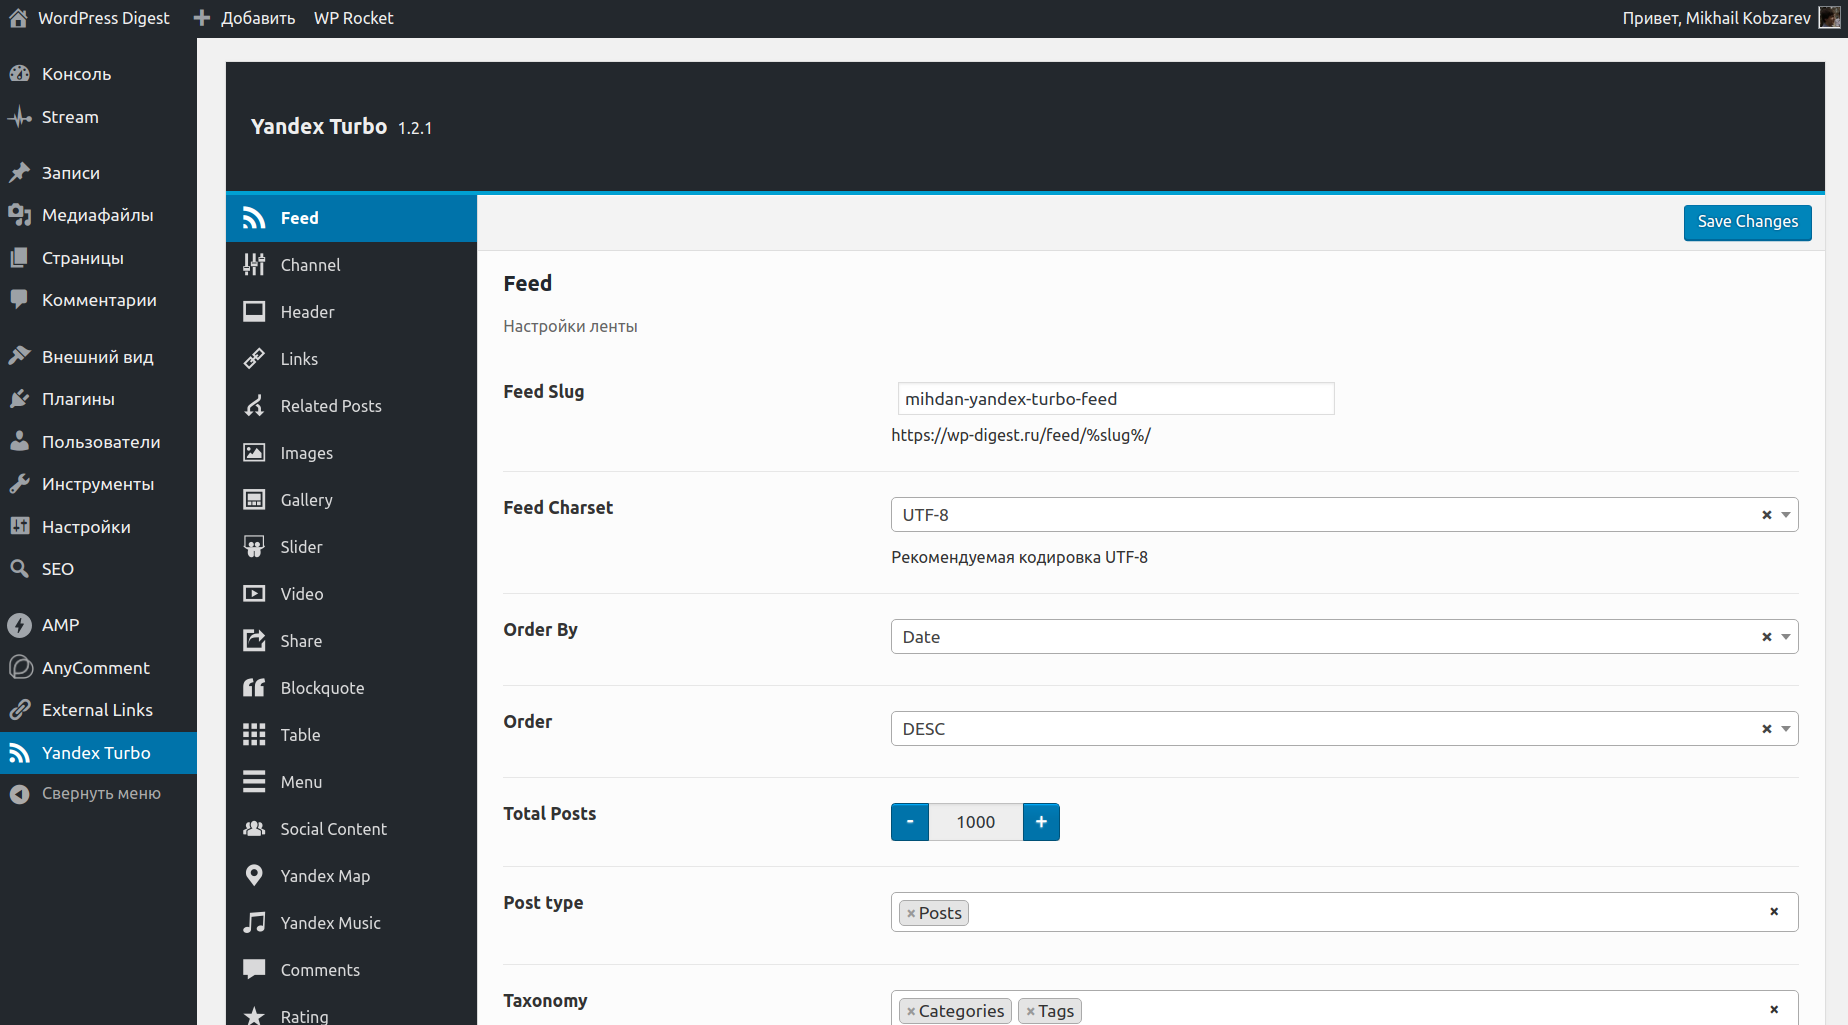 WordPress Digest
Добавить
WP Rocket
Привет, Mikhail Kobzarev
Консоль
Stream
Записи
Медиафайлы
Страницы
Комментарии
Внешний вид
Плагины
Пользователи
Инструменты
Настройки
SEO
AMP
AnyComment
External Links
Yandex Turbo
Свернуть меню
Yandex Turbo 1.2.1
Feed
Channel
Header
Links
Related Posts
Images
Gallery
Slider
Video
Share
Blockquote
Table
Menu
Social Content
Yandex Map
Yandex Music
Comments
Rating
Save Changes
Feed
Настройки ленты
Feed Slug
mihdan-yandex-turbo-feed
https://wp-digest.ru/feed/%slug%/
Feed Charset
UTF-8
Рекомендуемая кодировка UTF-8
Order By
Date
Order
DESC
Total Posts
- 1000 +
Post type
× Posts
Taxonomy
× Categories × Tags